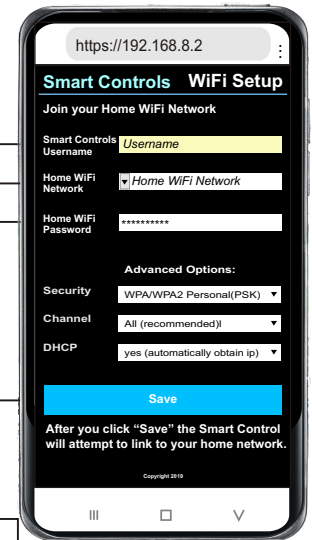 https://192.168.8.2
Smart Controls WiFi Setup
Join your Home WiFi Network
Smart Controls
Username
Username
Home WiFi
Network
Home WiFi Network
Home WiFi
Password
**********
Advanced Options:
Security
WPA/WPA2 Personal(PSK)
Channel
All (recommended)l
DHCP
yes (automatically obtain ip)
Save
After you click “Save” the Smart Control
will attempt to link to your home network.
Copyright 2019